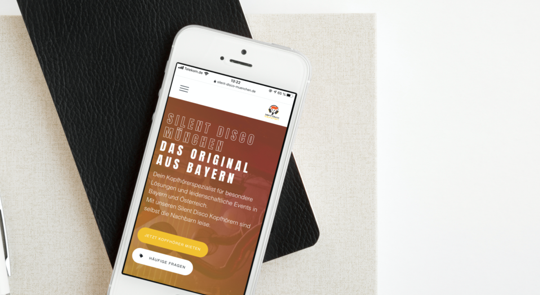 Telekom.de
15:52
silent-disco-muenchen.de
SILENT DISCO
MÜNCHEN
DAS ORIGINAL
AUS BAYERN
Dein Kopfhörerspezialist für besondere
Lösungen und leidenschaftliche Events in
Bayern und Österreich.
Mit unseren Silent Disco Kopfhörern sind
selbst die Nachbarn leise.
JETZT KOPFHÖRER MIETEN
HÄUFIGE FRAGEN